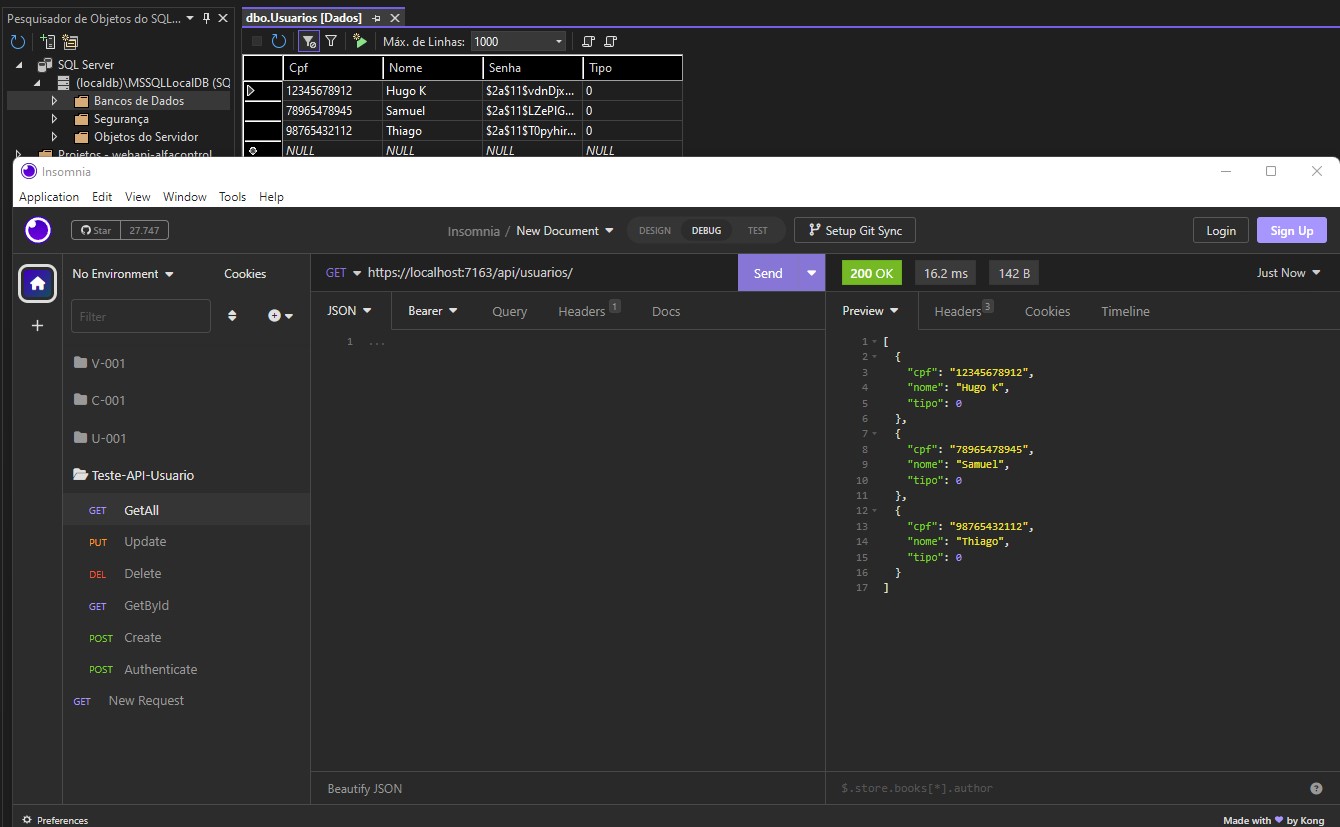 Pesquisador de Objetos do SQL...
dbo.Usuarios [Dados]
Máx. de Linhas: 1000
SQL Server
(localdb)\MSSQLLocalDB (SQ
Bancos de Dados
Segurança
Objetos do Servidor
Projetos - webapi-alfacontrol
Cpf Nome Senha Tipo
12345678912 Hugo K $2a$11$vdnDjx... 0
78965478945 Samuel $2a$11$LZePIG... 0
98765432112 Thiago $2a$11$T0pyhir... 0
NULL NULL NULL NULL
Insomnia
Application Edit View Window Tools Help
Star 27.747
Insomnia / New Document
DESIGN DEBUG TEST
Setup Git Sync
Login Sign Up
No Environment Cookies
Filter
V-001
C-001
U-001
Teste-API-Usuario
GET GetAll
PUT Update
DEL Delete
GET GetById
POST Create
POST Authenticate
GET New Request
GET https://localhost:7163/api/usuarios/ Send
JSON Bearer Query Headers 1 Docs
1 ...
Beautify JSON
200 OK 16.2 ms 142 B Just Now
Preview Headers 3 Cookies Timeline
1 [
2 {
3 "cpf": "12345678912",
4 "nome": "Hugo K",
5 "tipo": 0
6 },
7 {
8 "cpf": "78965478945",
9 "nome": "Samuel",
10 "tipo": 0
11 },
12 {
13 "cpf": "98765432112",
14 "nome": "Thiago",
15 "tipo": 0
16 }
17 ]
$.store.books[*].author
?
Preferences
Made with ♥ by Kong